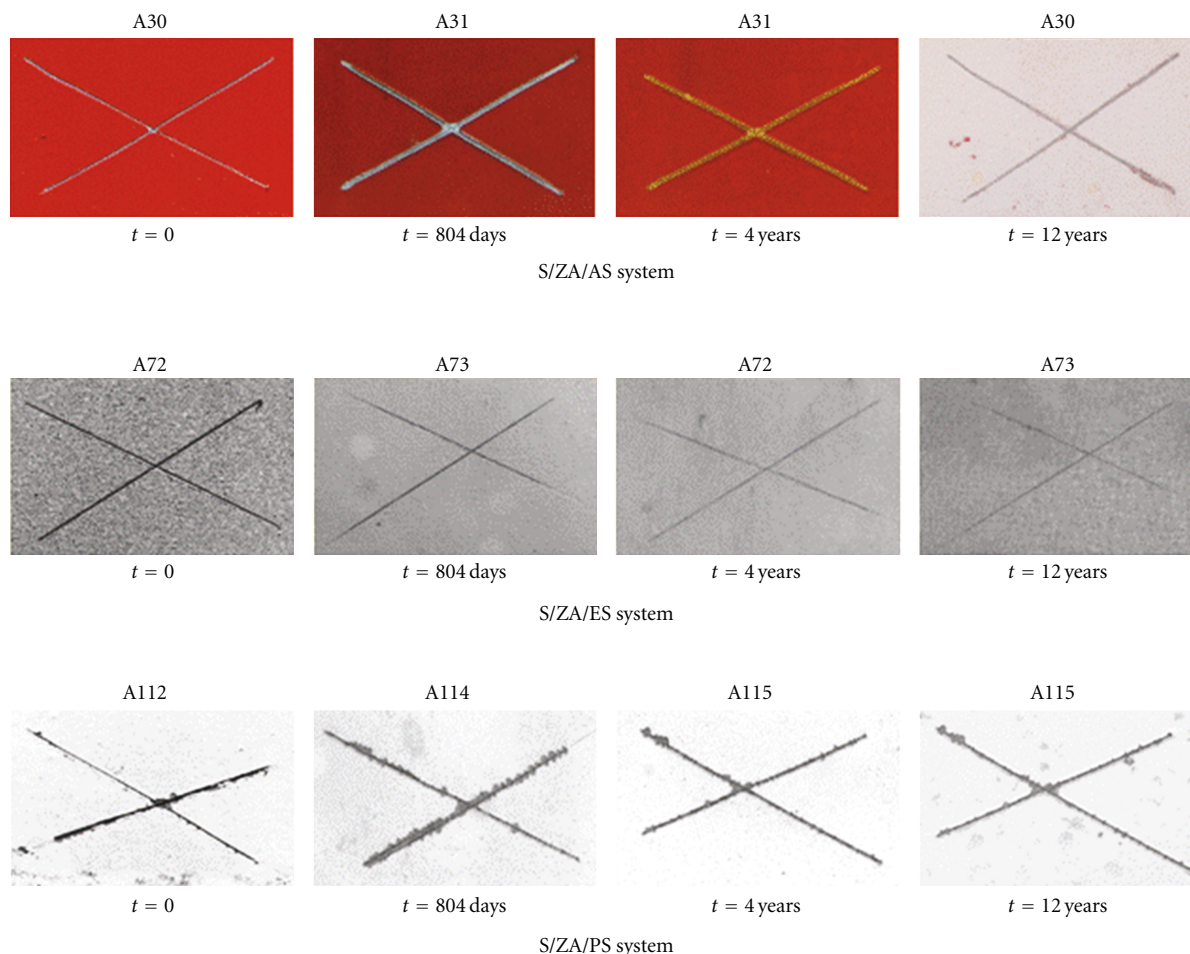 A30 A31 A31 A30
t = 0 t = 804 days t = 4 years t = 12 years
S/ZA/AS system
A72 A73 A72 A73
t = 0 t = 804 days t = 4 years t = 12 years
S/ZA/ES system
A112 A114 A115 A115
t = 0 t = 804 days t = 4 years t = 12 years
S/ZA/PS system